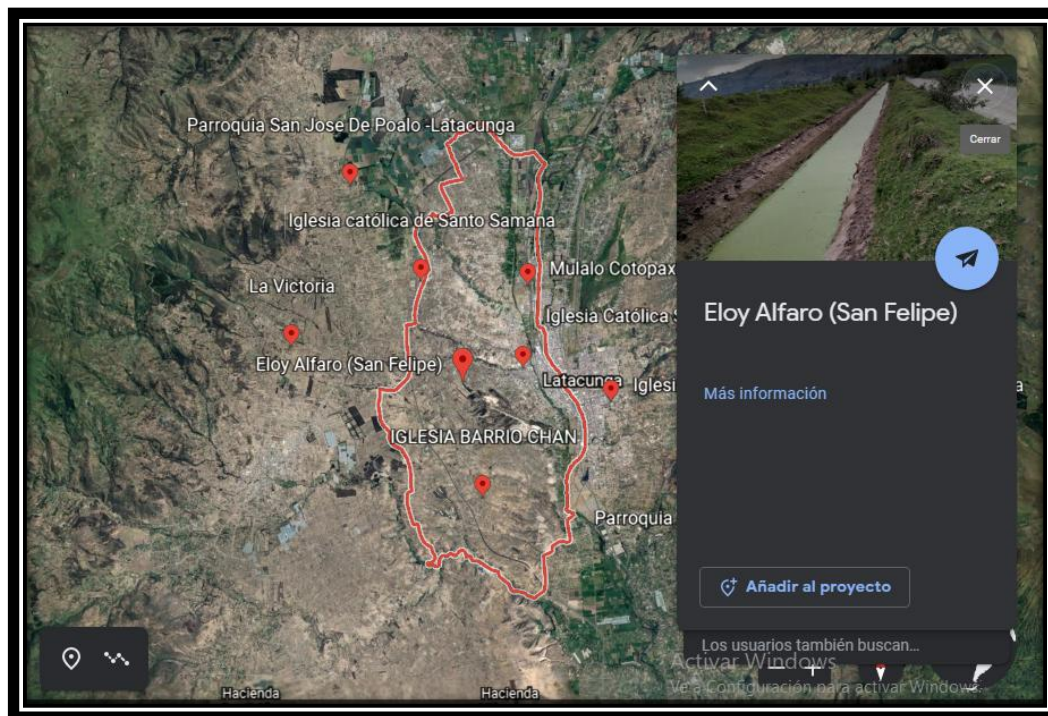 Parroquia San Jose De Poalo -Latacunga
Cerrar
Iglesia católica de Santo Samana
La Victoria
Mulalo Cotopax
Iglesia Católica S
Eloy Alfaro (San Felipe)
Eloy Alfaro (San Felipe)
Latacunga
Iglesi
a
Más información
IGLESIA BARRIO CHAN
Parroquia
Añadir al proyecto
Los usuarios también buscan...
Activar Windows
Ve a Configuración para activar Windows.
Hacienda
Hacienda